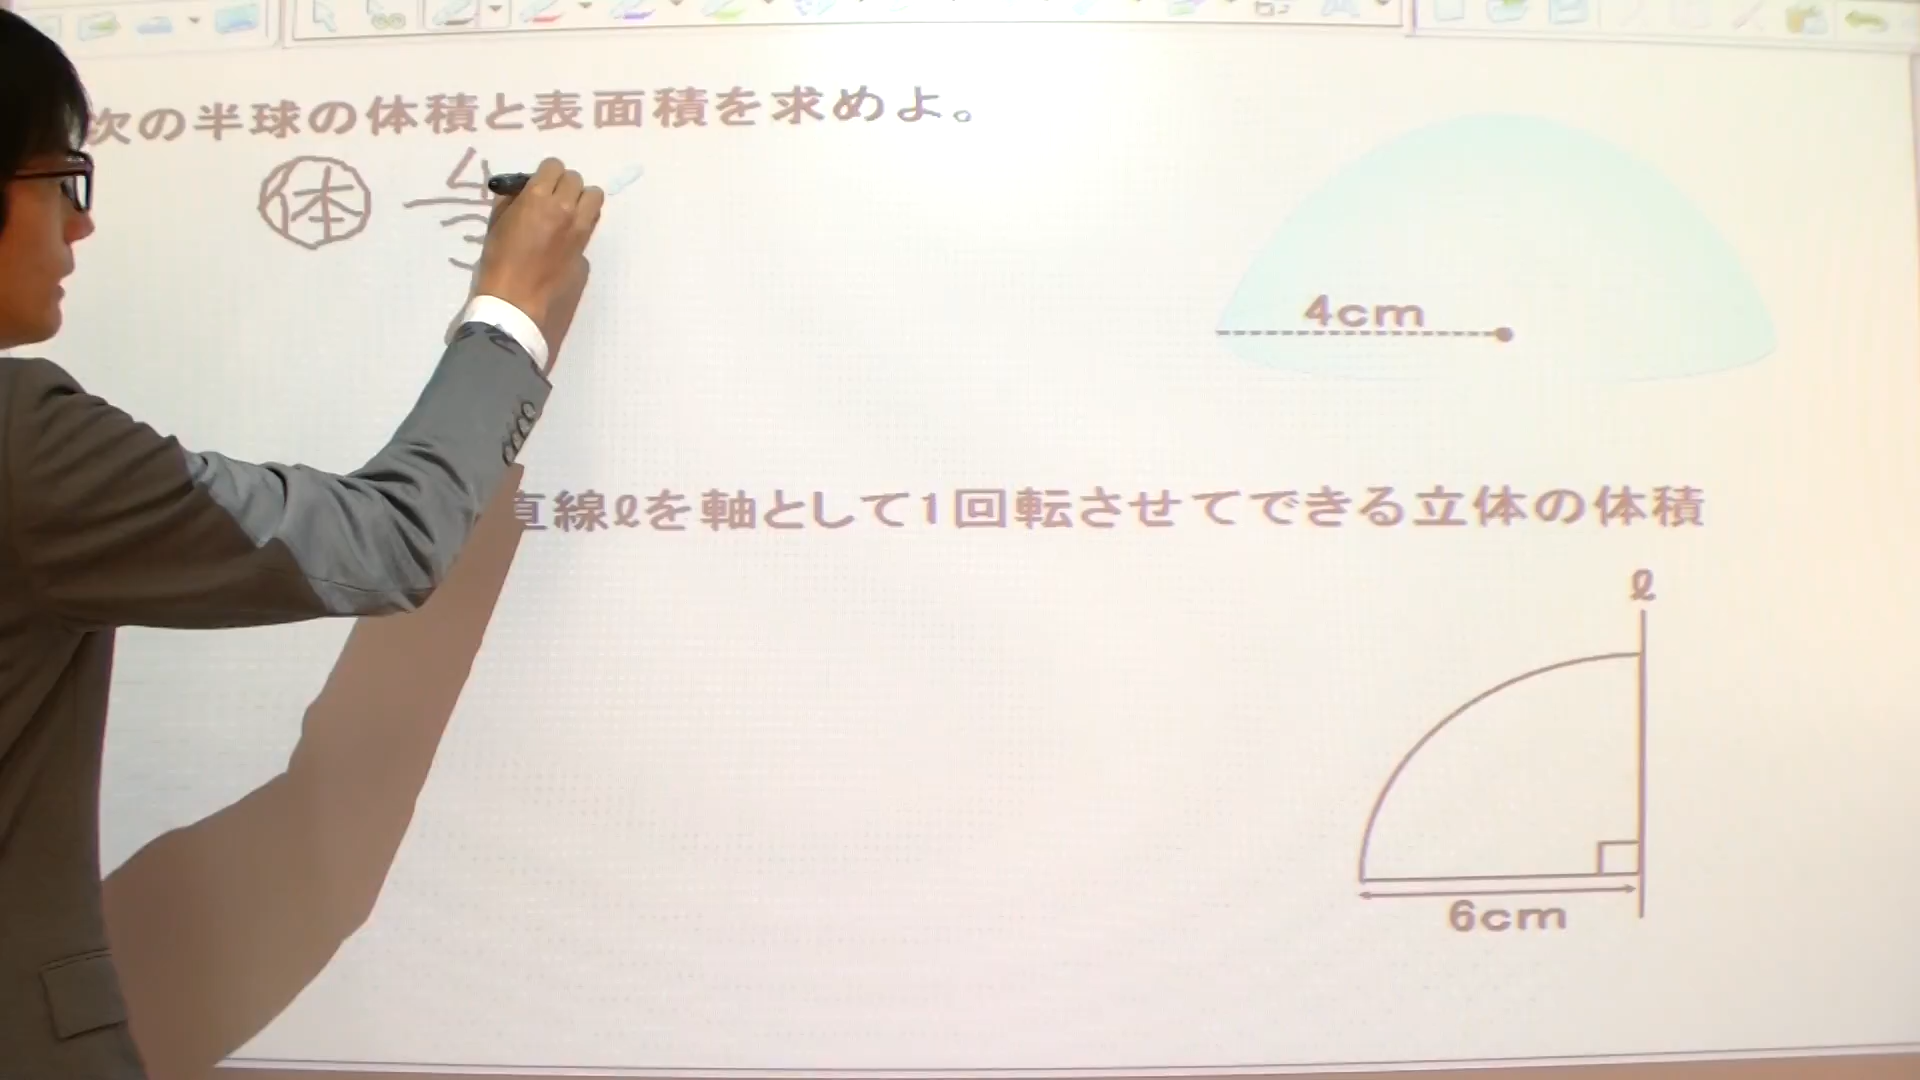 次の半球の体積と表面積を求めよ。
体 4/3
4cm
直線ℓを軸として1回転させてできる立体の体積
ℓ
6cm